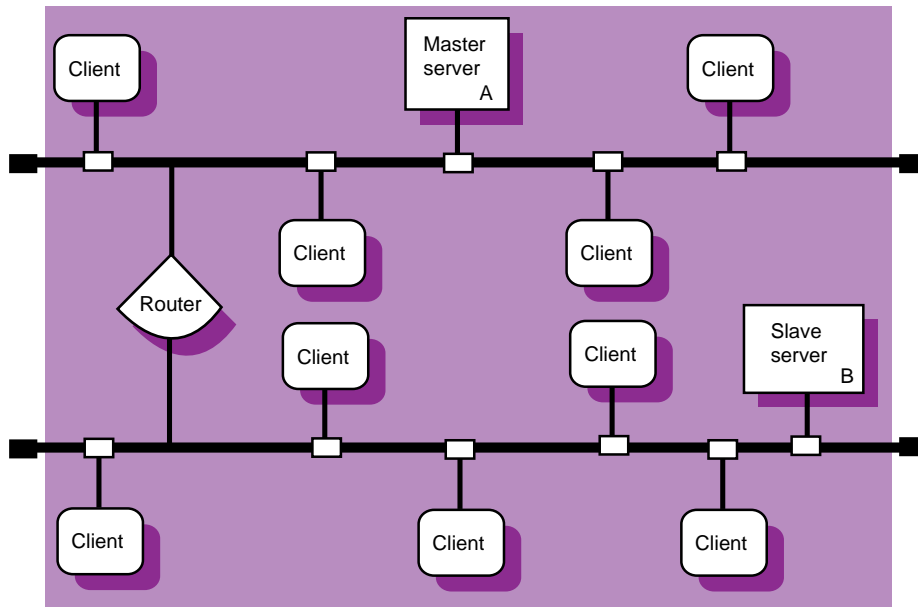 Client
Master
server
A
Client
Client
Client
Router
Client
Client
Slave
server
B
Client
Client
Client